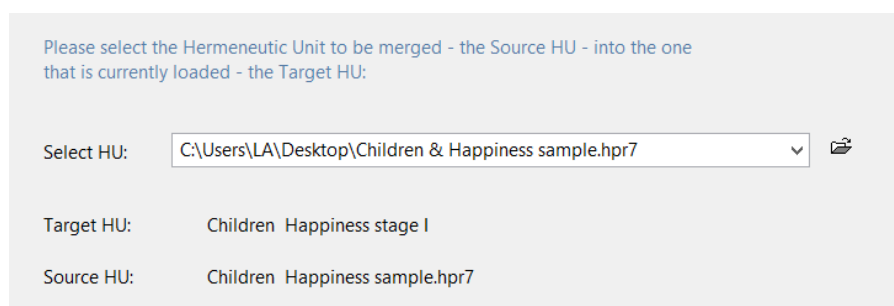 Please select the Hermeneutic Unit to be merged - the Source HU - into the one
that is currently loaded - the Target HU:
Select HU: C:\Users\LA\Desktop\Children & Happiness sample.hpr7
Target HU: Children  Happiness stage I
Source HU: Children  Happiness sample.hpr7